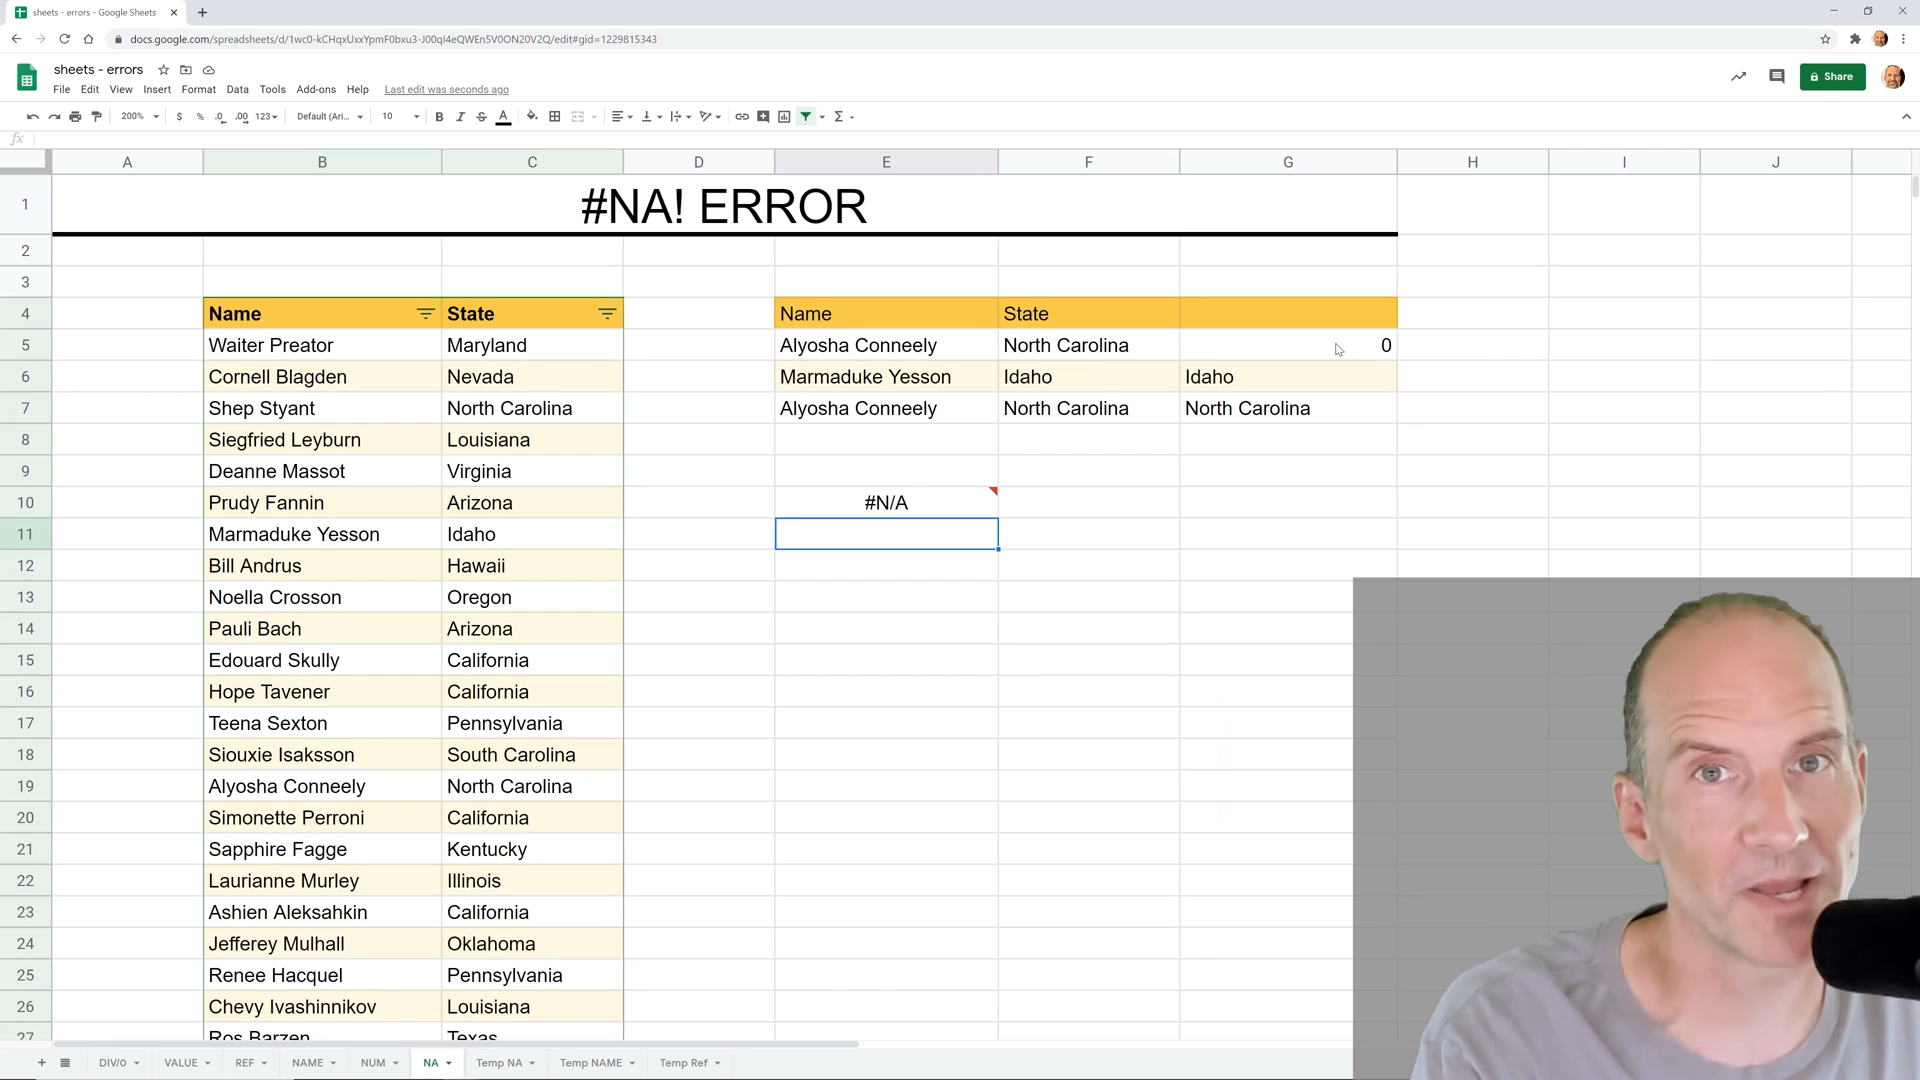 sheets - errors - Google Sheets
docs.google.com/spreadsheets/d/1wc0-kCHqxUxxYpmF0bxu3-J00qI4eQWEn5V0ON20V2Q/edit#gid=1229815343
sheets - errors
File Edit View Insert Format Data Tools Add-ons Help Last edit was seconds ago
Share
200% $ % .0 .00 123 Default (Ari... 10 B I S A Σ
fx
A B C D E F G H I J
1 #NA! ERROR
2
3
4 Name State Name State
5 Waiter Preator Maryland Alyosha Conneely North Carolina 0
6 Cornell Blagden Nevada Marmaduke Yesson Idaho Idaho
7 Shep Styant North Carolina Alyosha Conneely North Carolina North Carolina
8 Siegfried Leyburn Louisiana
9 Deanne Massot Virginia
10 Prudy Fannin Arizona #N/A
11 Marmaduke Yesson Idaho
12 Bill Andrus Hawaii
13 Noella Crosson Oregon
14 Pauli Bach Arizona
15 Edouard Skully California
16 Hope Tavener California
17 Teena Sexton Pennsylvania
18 Siouxie Isaksson South Carolina
19 Alyosha Conneely North Carolina
20 Simonette Perroni California
21 Sapphire Fagge Kentucky
22 Laurianne Murley Illinois
23 Ashien Aleksahkin California
24 Jefferey Mulhall Oklahoma
25 Renee Hacquel Pennsylvania
26 Chevy Ivashinnikov Louisiana
27 Ros Barzen Texas
DIV/0 VALUE REF NAME NUM NA Temp NA Temp NAME Temp Ref